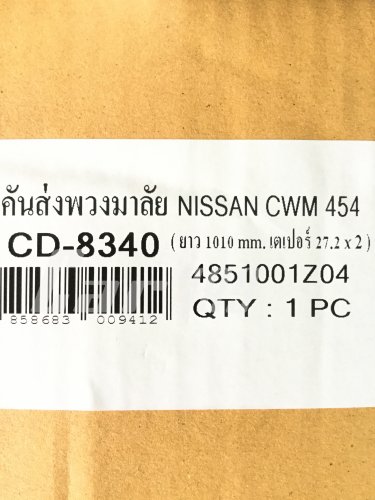 คันส่งพวงมาลัย NISSAN CWM 454
CD-8340 (ยาว 1010 mm. เตเปอร์ 27.2 x 2)
4851001Z04
858683 009412 QTY : 1 PC